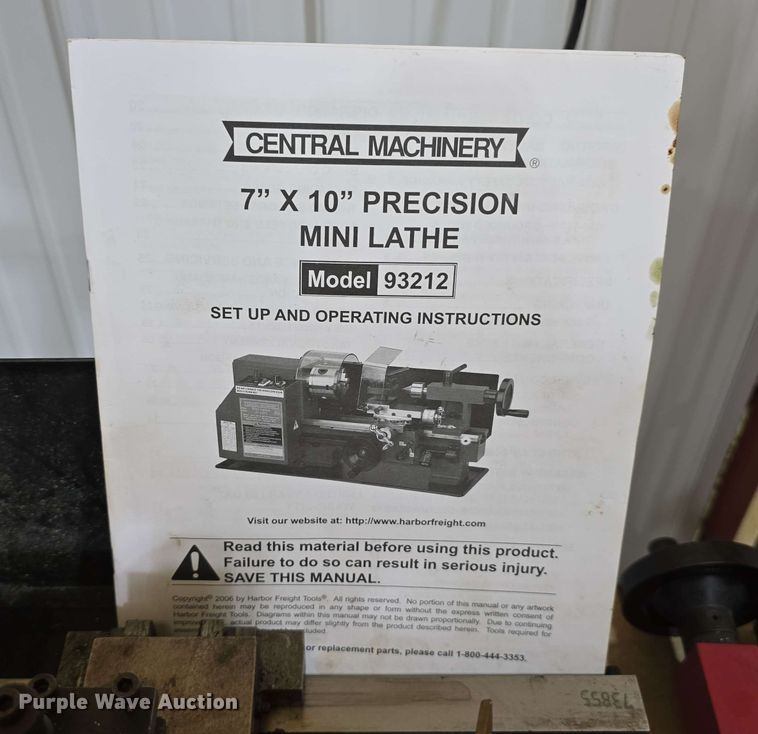 CENTRAL MACHINERY ®
7” X 10” PRECISION
MINI LATHE
Model 93212
SET UP AND OPERATING INSTRUCTIONS
Visit our website at: http://www.harborfreight.com
Read this material before using this product.
Failure to do so can result in serious injury.
SAVE THIS MANUAL.
Copyright© 2006 by Harbor Freight Tools®. All rights reserved. No portion of this manual or any artwork
contained herein may be reproduced in any shape or form without the express written consent of
Harbor Freight Tools. Diagrams within this manual may not be drawn proportionally. Due to continuing
actual product may differ slightly from the product described herein. Tools required for
included.
or replacement parts, please call 1-800-444-3353.
73855
Purple Wave Auction